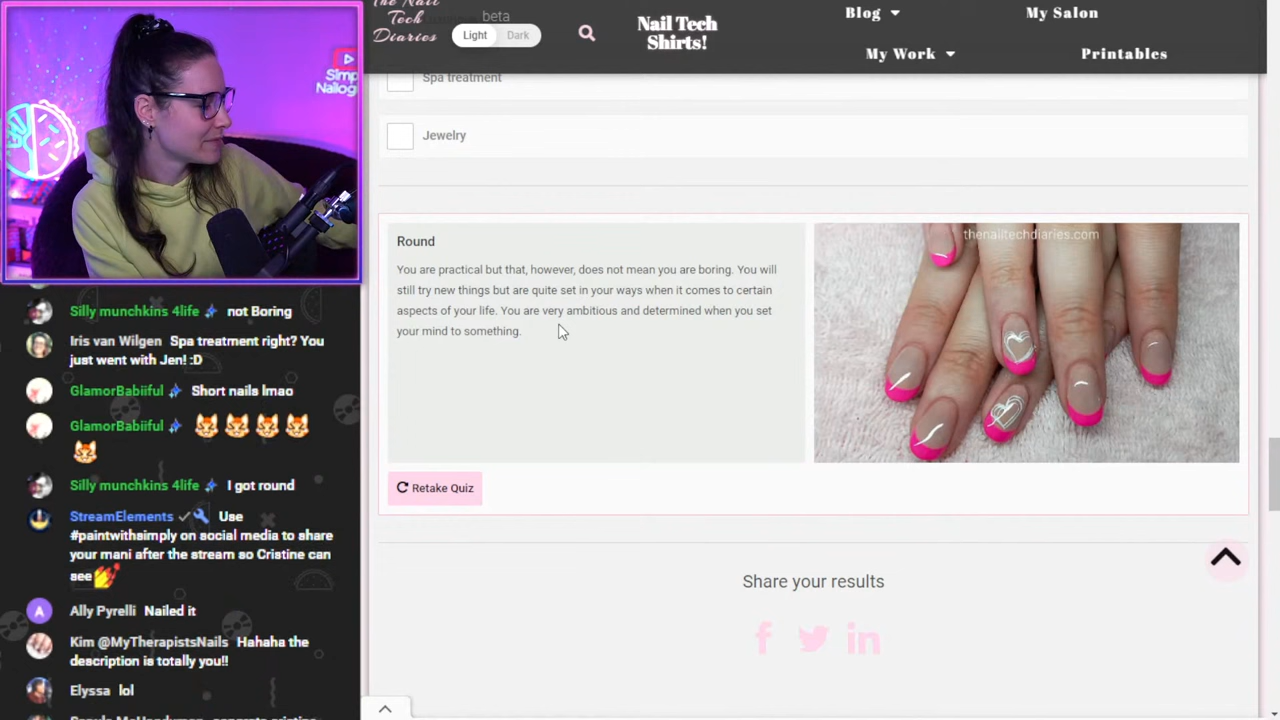 The Nail
Tech
Diaries
beta
Light
Dark
Nail Tech
Shirts!
Blog
My Salon
My Work
Printables
Simply
Nailogi
Spa treatment
Jewelry
Round
You are practical but that, however, does not mean you are boring. You will
still try new things but are quite set in your ways when it comes to certain
aspects of your life. You are very ambitious and determined when you set
your mind to something.
thenailtechdiaries.com
Retake Quiz
Share your results
Silly munchkins 4life not Boring
Iris van Wilgen Spa treatment right? You
just went with Jen! :D
GlamorBabiiful Short nails lmao
GlamorBabiiful
Silly munchkins 4life I got round
StreamElements Use
#paintwithsimply on social media to share
your mani after the stream so Cristine can
see
A
Ally Pyrelli Nailed it
Kim @MyTherapistsNails Hahaha the
description is totally you!!
Elyssa lol